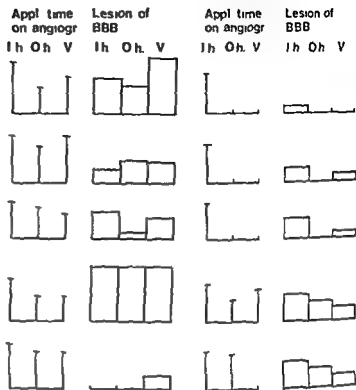 Appl time Lesion of Appl time Lesion of
on angiogr BBB on angiogr BBB
Ih Oh V Ih Oh. V Ih Oh. V Ih Oh. V